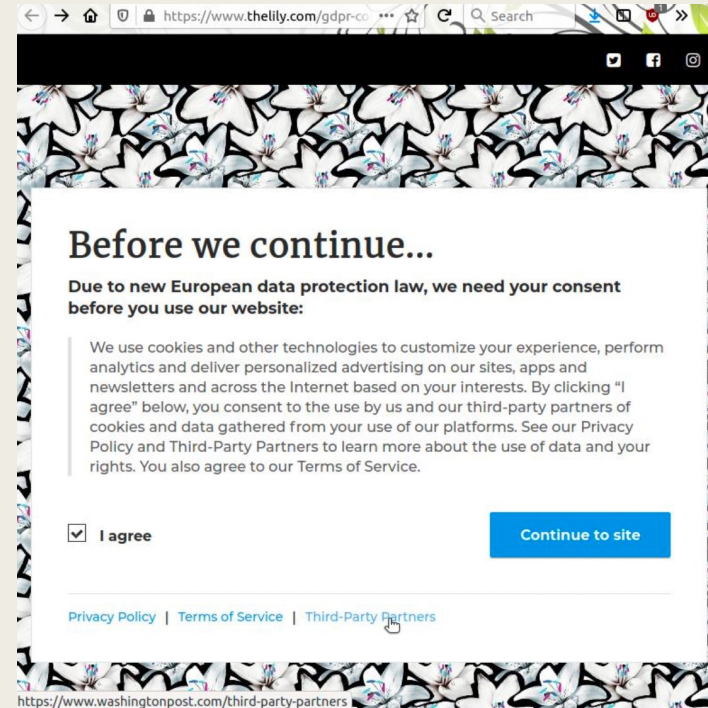 https://www.thelily.com/gdpr-co
Search
1
Before we continue...
Due to new European data protection law, we need your consent
before you use our website:
We use cookies and other technologies to customize your experience, perform
analytics and deliver personalized advertising on our sites, apps and
newsletters and across the Internet based on your interests. By clicking “I
agree” below, you consent to the use by us and our third-party partners of
cookies and data gathered from your use of our platforms. See our Privacy
Policy and Third-Party Partners to learn more about the use of data and your
rights. You also agree to our Terms of Service.
I agree
Continue to site
Privacy Policy | Terms of Service | Third-Party Partners
https://www.washingtonpost.com/third-party-partners